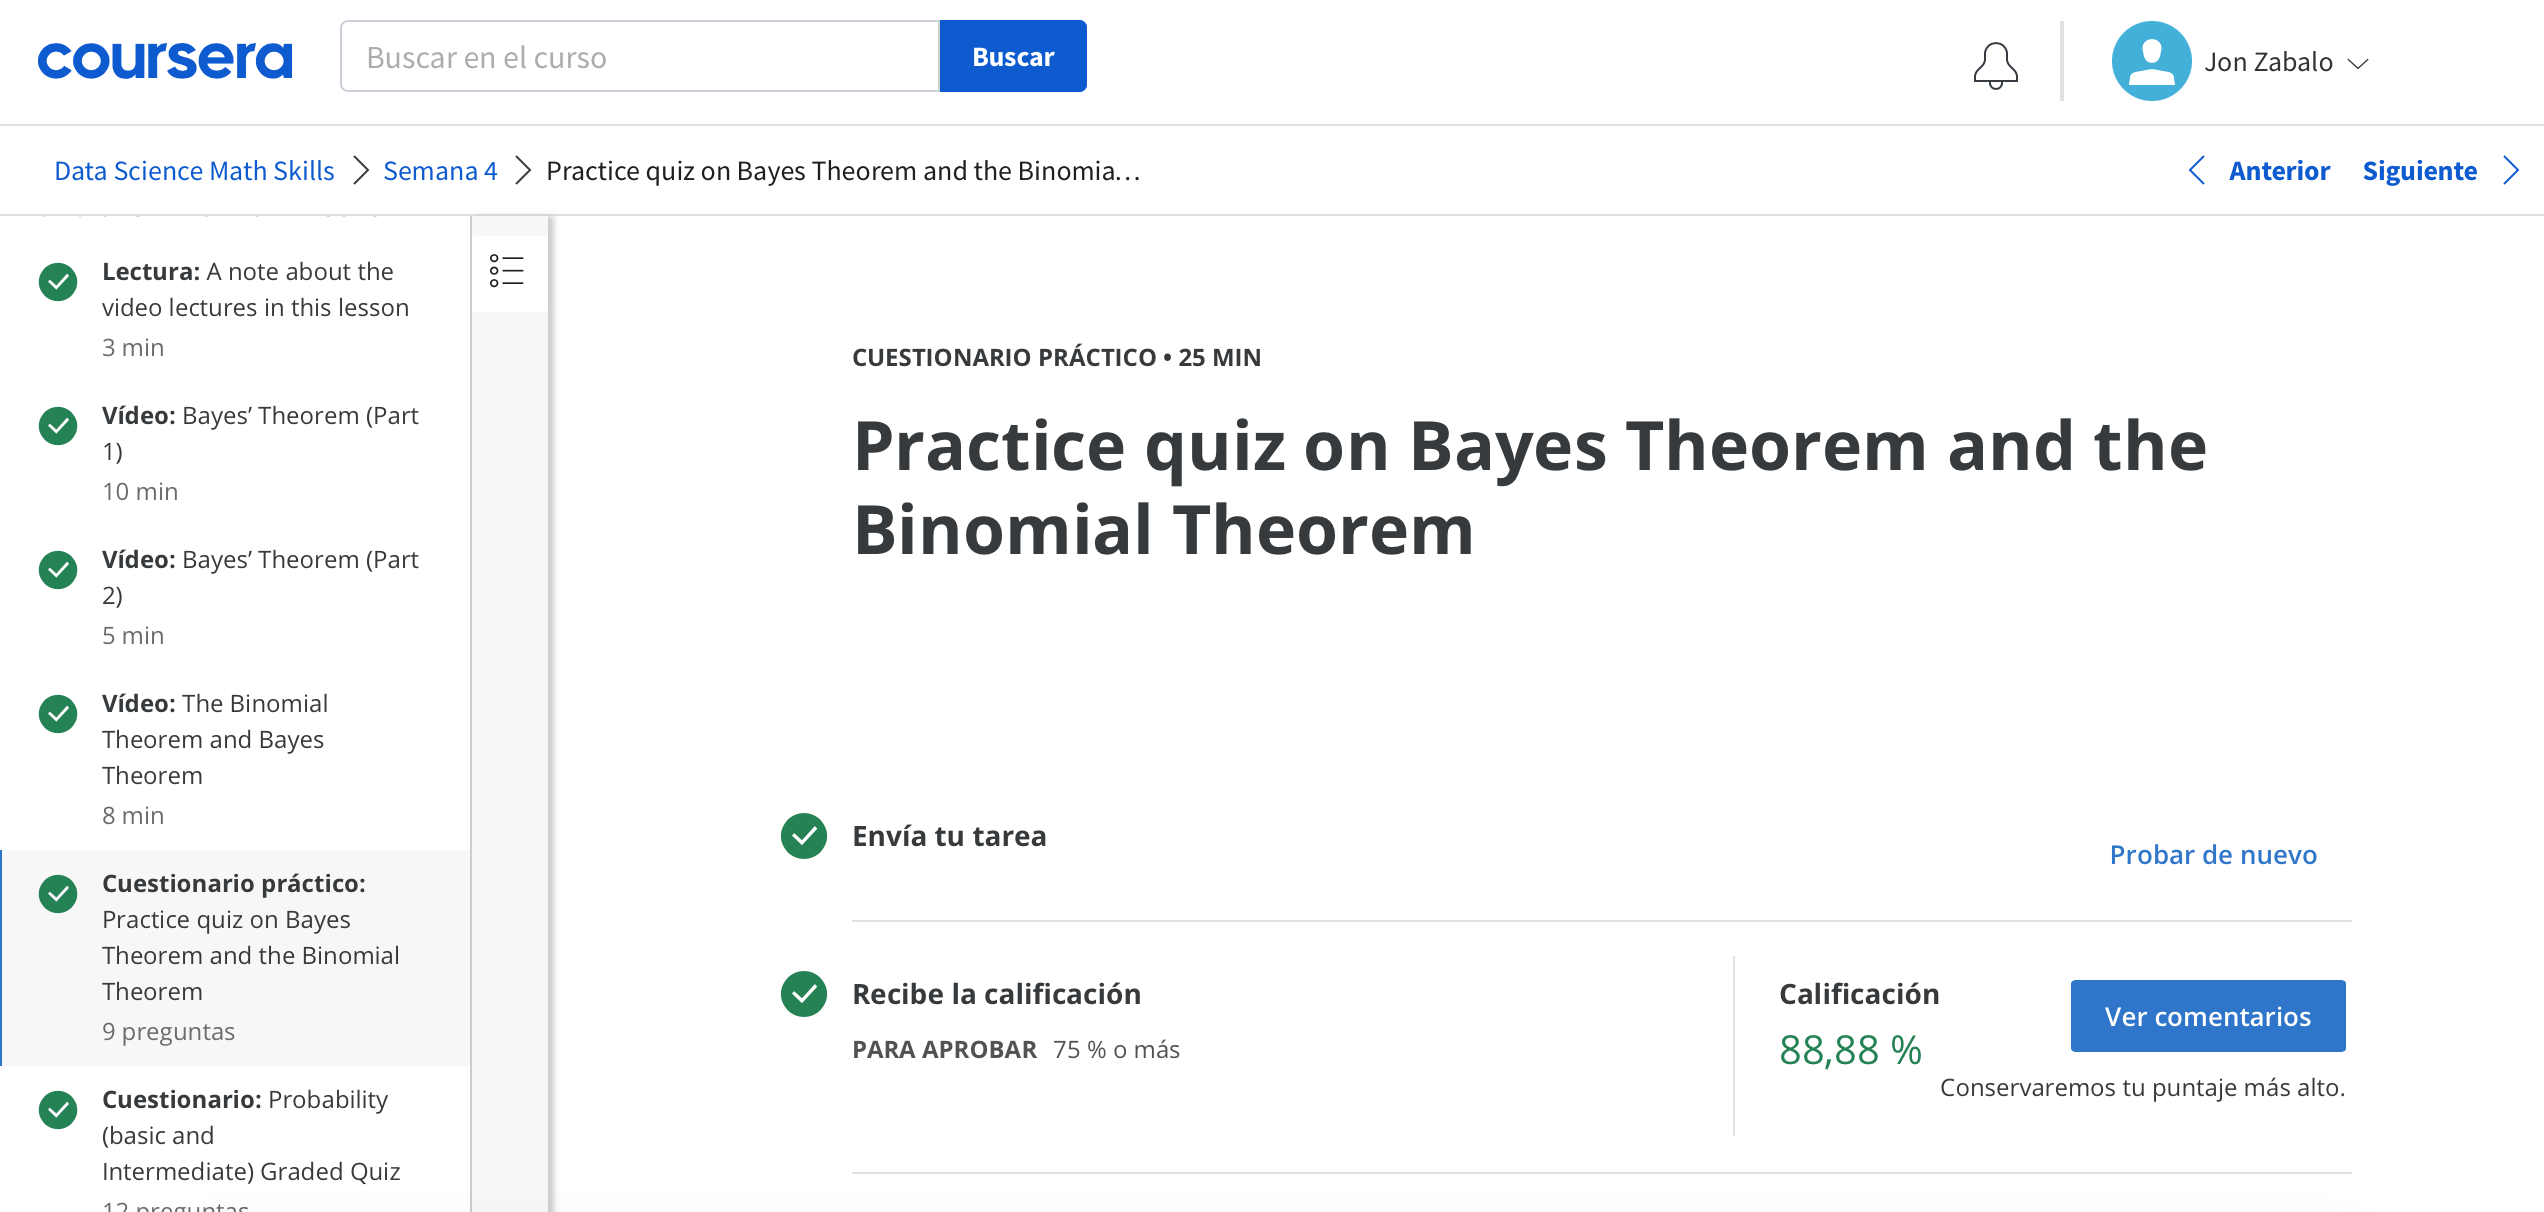 coursera
Buscar en el curso
Buscar
Jon Zabalo
Data Science Math Skills
Semana 4
Practice quiz on Bayes Theorem and the Binomia...
Anterior
Siguiente
Lectura: A note about the
video lectures in this lesson
3 min
Vídeo: Bayes’ Theorem (Part
1)
10 min
Vídeo: Bayes’ Theorem (Part
2)
5 min
Vídeo: The Binomial
Theorem and Bayes
Theorem
8 min
Cuestionario práctico:
Practice quiz on Bayes
Theorem and the Binomial
Theorem
9 preguntas
Cuestionario: Probability
(basic and
Intermediate) Graded Quiz
12 preguntas
CUESTIONARIO PRÁCTICO • 25 MIN
Practice quiz on Bayes Theorem and the
Binomial Theorem
Envía tu tarea
Probar de nuevo
Recibe la calificación
PARA APROBAR 75 % o más
Calificación
88,88 %
Ver comentarios
Conservaremos tu puntaje más alto.